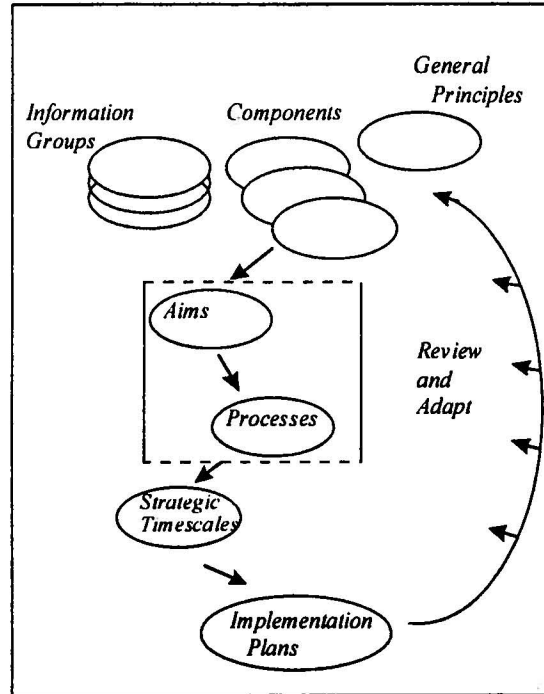 General
Principles
Information
Groups
Components
Aims
Processes
Review
and
Adapt
Strategic
Timescales
Implementation
Plans